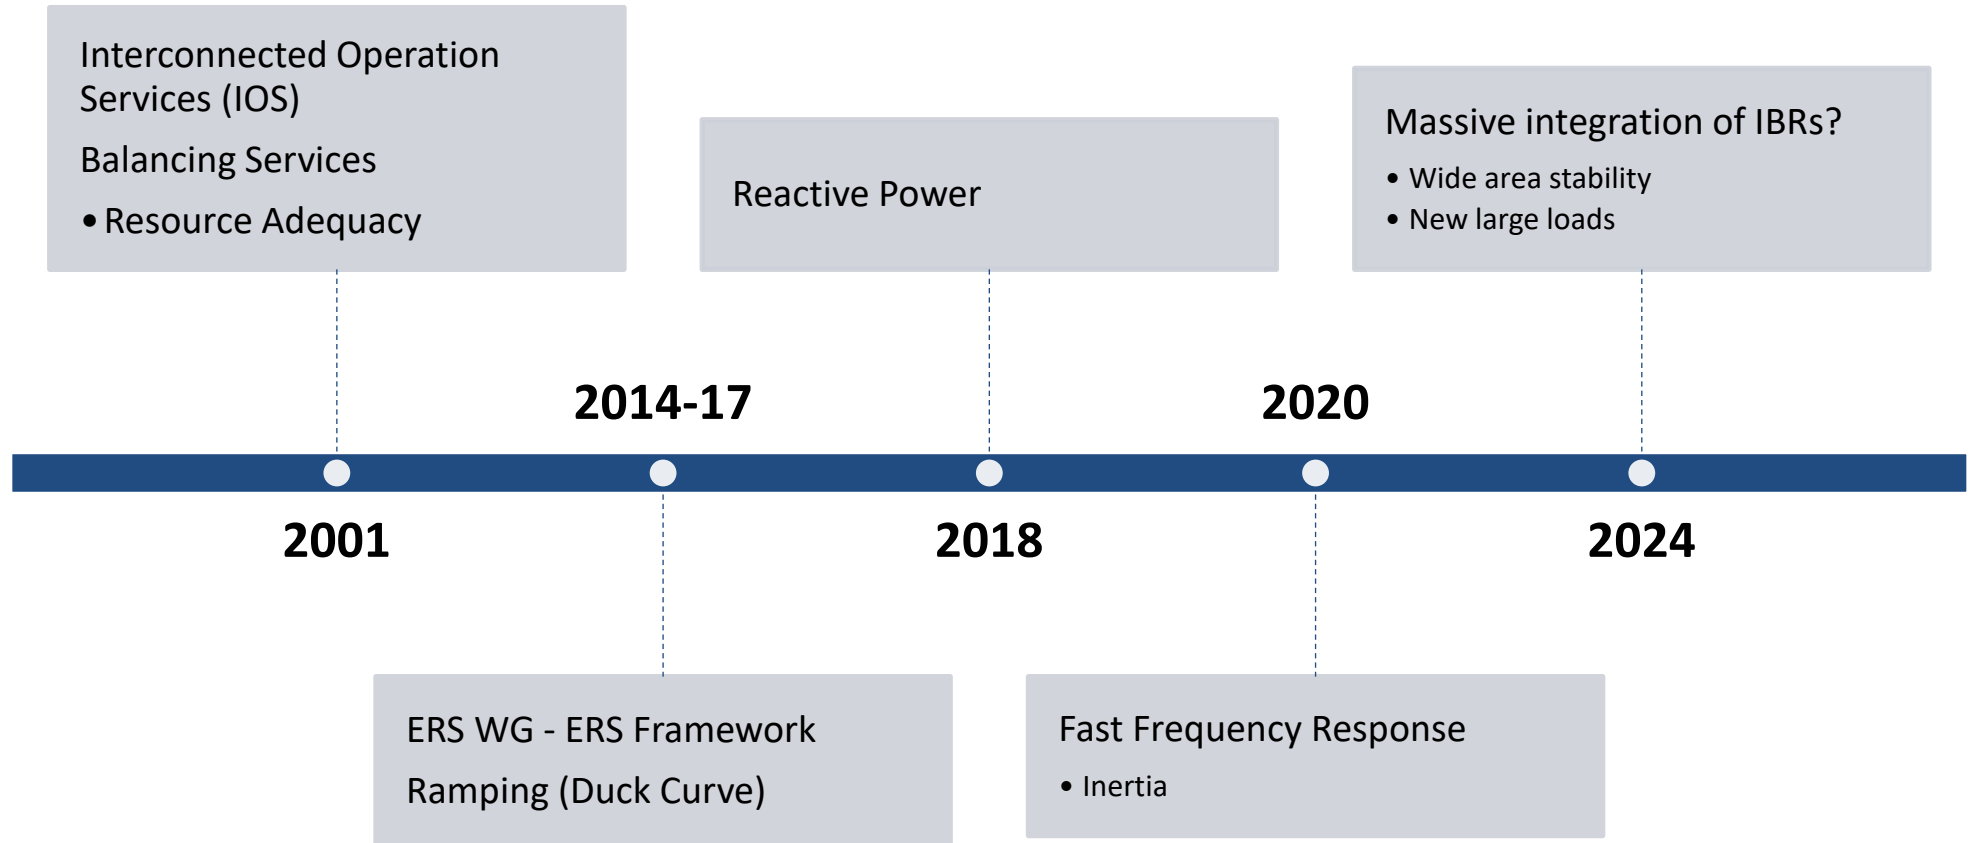 Interconnected Operation
Services (IOS)
Balancing Services
• Resource Adequacy
Reactive Power
Massive integration of IBRs?
• Wide area stability
• New large loads
2014-17
2020
2001
2018
2024
ERS WG - ERS Framework
Ramping (Duck Curve)
Fast Frequency Response
• Inertia